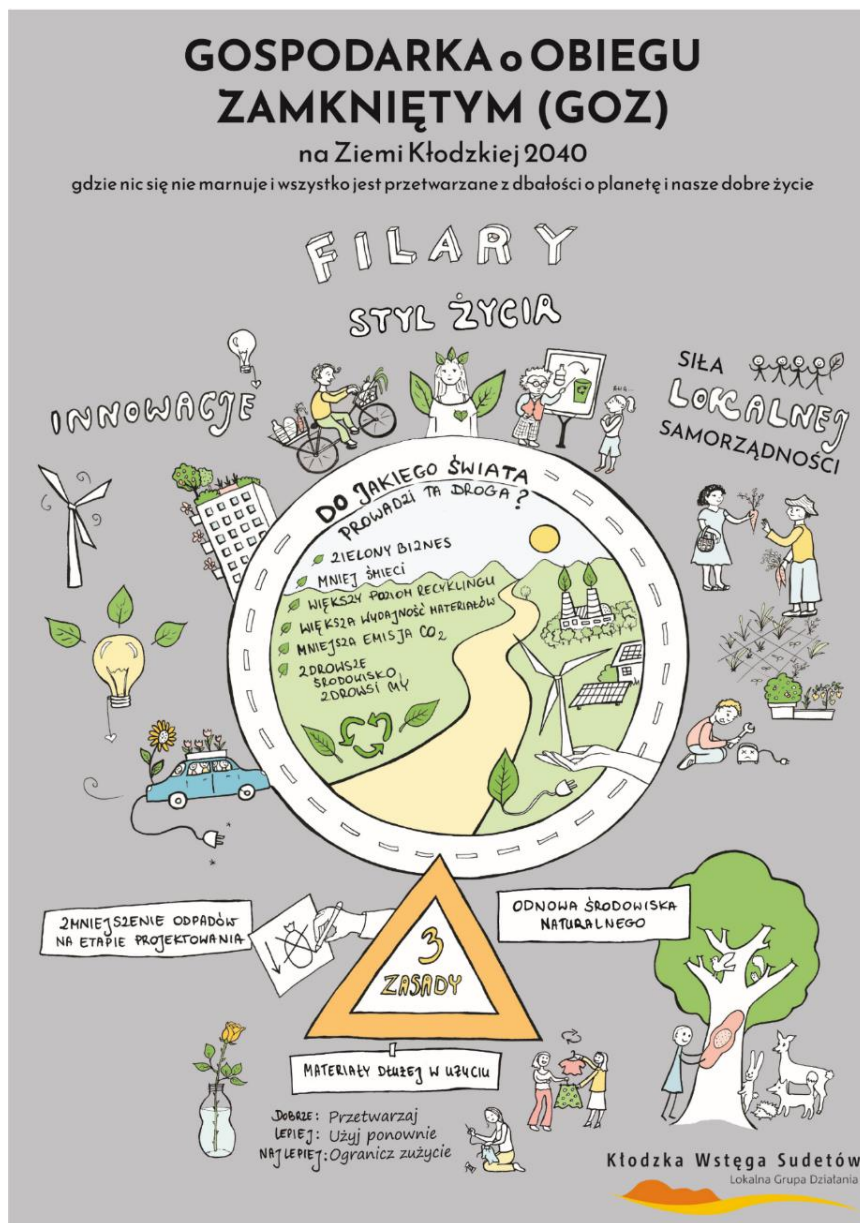 GOSPODARKA o OBIEGU
ZAMKNIĘTYM (GOZ)
na Ziemi Kłodzkiej 2040
gdzie nic się nie marnuje i wszystko jest przetwarzane z dbałości o planetę i nasze dobre życie
FILARY
STYL ŻYCIA
INNOWACJE
SIŁA
LOKALNEJ
SAMORZĄDNOŚCI
DO JAKIEGO ŚWIATA
PROWADZI TA DROGA?
ZIELONY BIZNES
MNIEJ ŚMIECI
WIĘKSZY POZIOM RECYKLINGU
WIĘKSZA WYDAJNOŚĆ MATERIAŁÓW
MNIEJSZA EMISJA CO2
ZDROWSZE
ŚRODOWISKO
ZDROWSI MY
ZMNIEJSZENIE ODPADÓW
NA ETAPIE PROJEKTOWANIA
3
ZASADY
ODNOWA ŚRODOWISKA
NATURALNEGO
MATERIAŁY DŁUŻEJ W UŻYCIU
DOBRZE: Przetwarzaj
LEPIEJ: Użyj ponownie
NAJLEPIEJ: Ogranicz zużycie
Kłodzka Wstęga Sudetów
Lokalna Grupa Działania